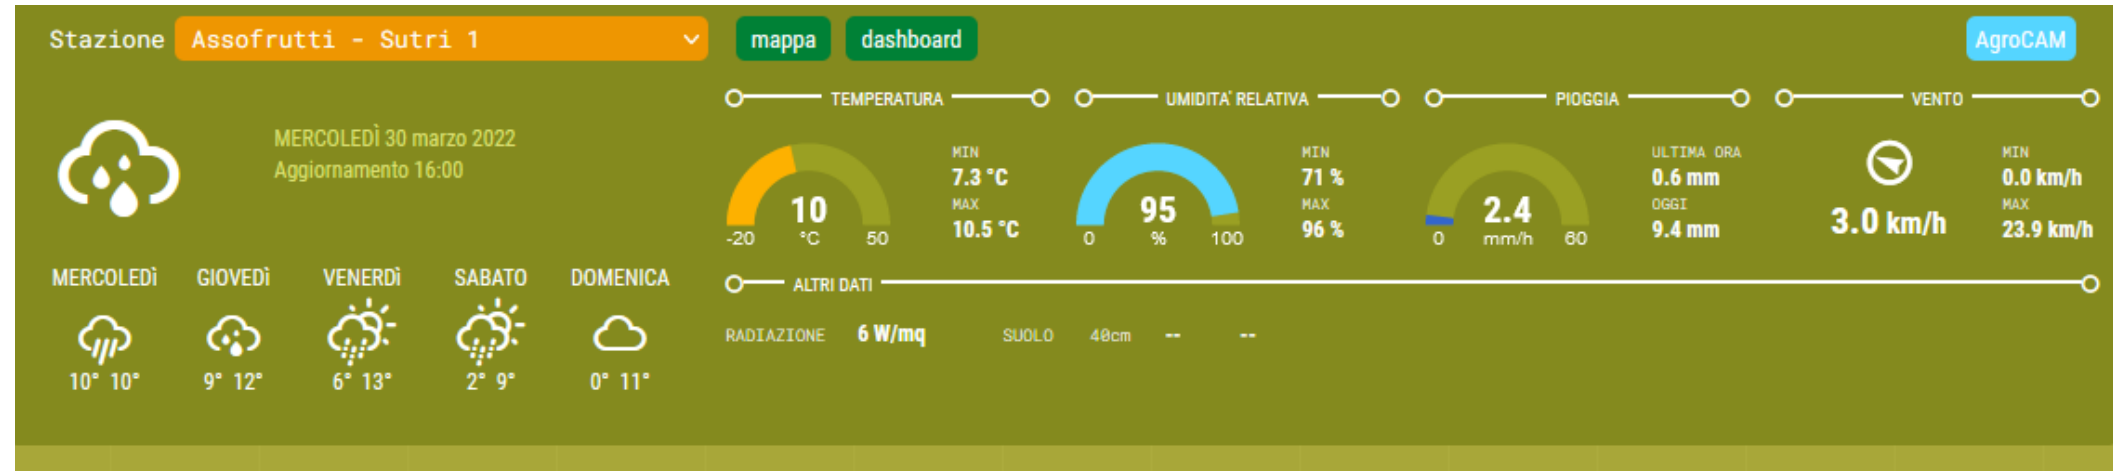 Stazione Assofrutti - Sutri 1 mappa dashboard AgroCAM
MERCOLEDÌ 30 marzo 2022
Aggiornamento 16:00
MERCOLEDì GIOVEDì VENERDì SABATO DOMENICA
10° 10° 9° 12° 6° 13° 2° 9° 0° 11°
TEMPERATURA
10
°C
-20 50
MIN
7.3 °C
MAX
10.5 °C
UMIDITA' RELATIVA
95
%
0 100
MIN
71 %
MAX
96 %
PIOGGIA
2.4
mm/h
0 60
ULTIMA ORA
0.6 mm
OGGI
9.4 mm
VENTO
3.0 km/h
MIN
0.0 km/h
MAX
23.9 km/h
ALTRI DATI
RADIAZIONE 6 W/mq SUOLO 40cm -- --